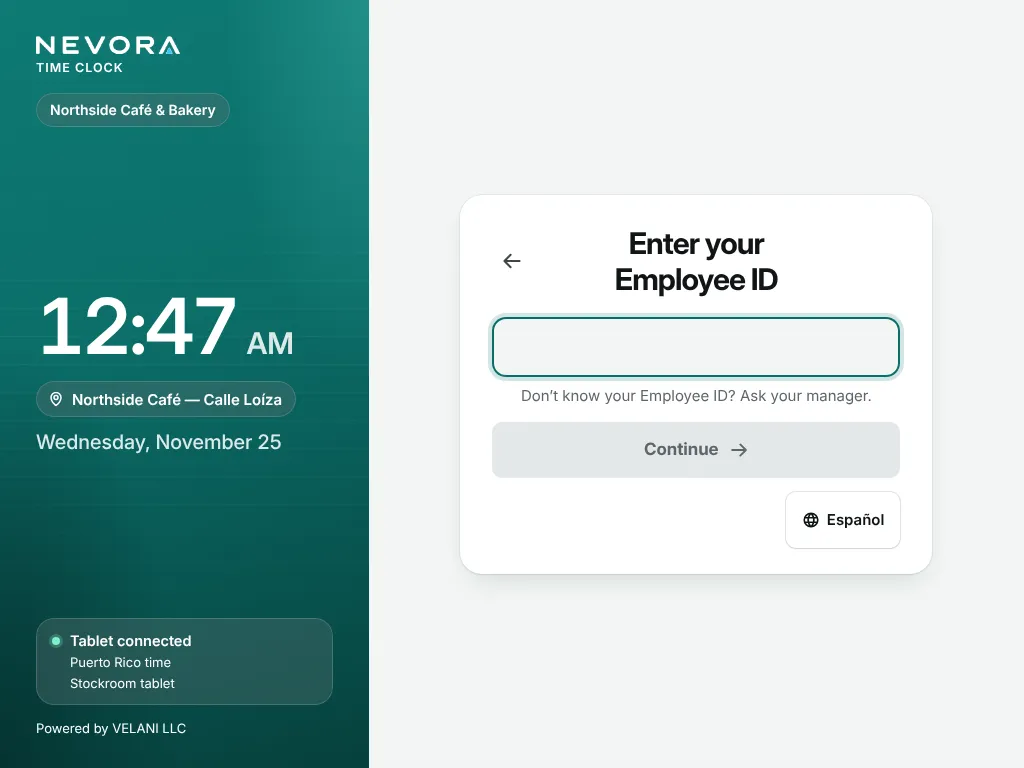 NEVORA
TIME CLOCK
Northside Café & Bakery
12:47 AM
Northside Café — Calle Loíza
Wednesday, November 25
Tablet connected
Puerto Rico time
Stockroom tablet
Powered by VELANI LLC
Enter your
Employee ID
Don’t know your Employee ID? Ask your manager.
Continue
Español